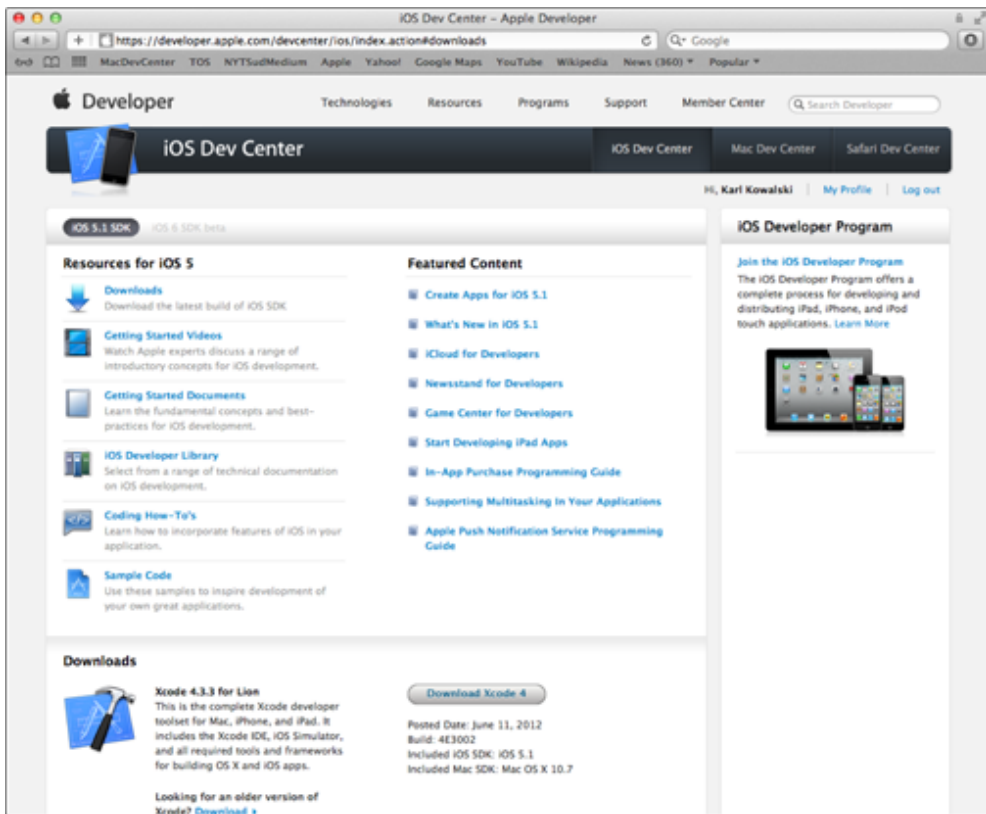 iOS Dev Center – Apple Developer
https://developer.apple.com/devcenter/ios/index.action#downloads
Google
MacDevCenter TOS NYTSudMedium Apple Yahoo! Google Maps YouTube Wikipedia News (360) Popular
Developer
Technologies Resources Programs Support Member Center
Search Developer
iOS Dev Center
iOS Dev Center Mac Dev Center Safari Dev Center
Hi, Karl Kowalski My Profile Log out
iOS 5.1 SDK iOS 6 SDK beta
Resources for iOS 5
Downloads
Download the latest build of iOS SDK
Getting Started Videos
Watch Apple experts discuss a range of
introductory concepts for iOS development.
Getting Started Documents
Learn the fundamental concepts and best-
practices for iOS development.
iOS Developer Library
Select from a range of technical documentation
on iOS development.
Coding How-To's
Learn how to incorporate features of iOS in your
application.
Sample Code
Use these samples to inspire development of
your own great applications.
Featured Content
Create Apps for iOS 5.1
What's New in iOS 5.1
iCloud for Developers
Newsstand for Developers
Game Center for Developers
Start Developing iPad Apps
In-App Purchase Programming Guide
Supporting Multitasking In Your Applications
Apple Push Notification Service Programming
Guide
iOS Developer Program
Join the iOS Developer Program
The iOS Developer Program offers a
complete process for developing and
distributing iPad, iPhone, and iPod
touch applications. Learn More
Downloads
Xcode 4.3.3 for Lion
This is the complete Xcode developer
toolset for Mac, iPhone, and iPad. It
includes the Xcode IDE, iOS Simulator,
and all required tools and frameworks
for building OS X and iOS apps.
Looking for an older version of
Xcode? Download
Download Xcode 4
Posted Date: June 11, 2012
Build: 4E3002
Included iOS SDK: iOS 5.1
Included Mac SDK: Mac OS X 10.7